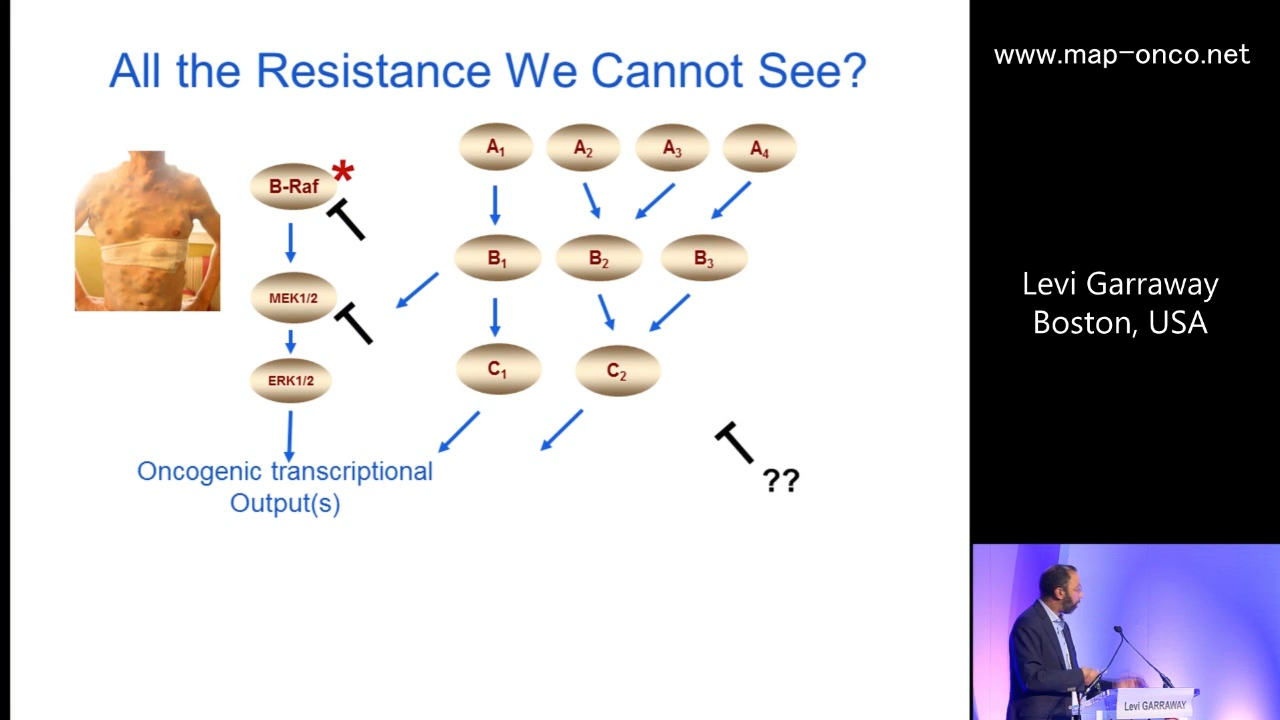 All the Resistance We Cannot See?
B-Raf *
MEK1/2
ERK1/2
Oncogenic transcriptional
Output(s)
A1 A2 A3 A4
B1 B2 B3
C1 C2
??
www.map-onco.net
Levi Garraway
Boston, USA
Levi GARRAWAY